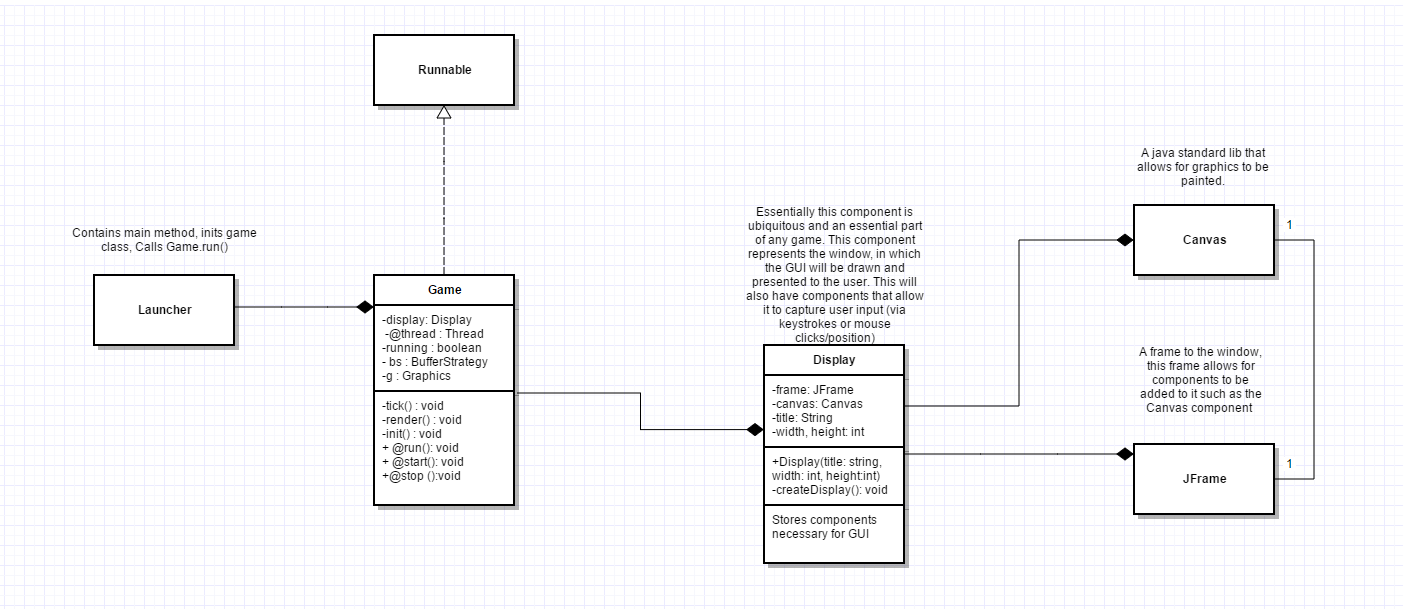 Runnable
Contains main method, inits game
class, Calls Game.run()
Launcher
Game
-display: Display
-@thread : Thread
-running : boolean
- bs : BufferStrategy
-g : Graphics
-tick() : void
-render() : void
-init() : void
+ @run(): void
+ @start(): void
+@stop ():void
Essentially this component is
ubiquitous and an essential part
of any game. This component
represents the window, in which
the GUI will be drawn and
presented to the user. This will
also have components that allow
it to capture user input (via
keystrokes or mouse
clicks/position)
Display
-frame: JFrame
-canvas: Canvas
-title: String
-width, height: int
+Display(title: string,
width: int, height:int)
-createDisplay(): void
Stores components
necessary for GUI
A java standard lib that
allows for graphics to be
painted.
Canvas
1
A frame to the window,
this frame allows for
components to be
added to it such as the
Canvas component
JFrame
1